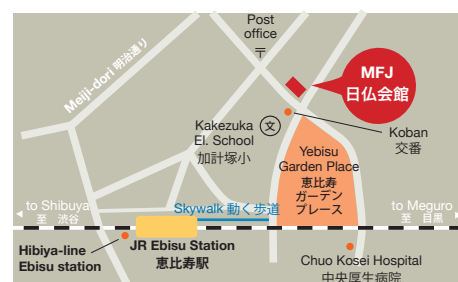 Post
office
〒
MFJ
日仏会館
Meiji-dori 明治通り
Kakezuka
El. School
加計塚小
文
Koban
交番
Yebisu
Garden Place
恵比寿
ガーデン
プレース
to Shibuya
至 渋谷
Skywalk 動く歩道
to Meguro
至 目黒
Hibiya-line
Ebisu station
JR Ebisu Station
恵比寿駅
Chuo Kosei Hospital
中央厚生病院